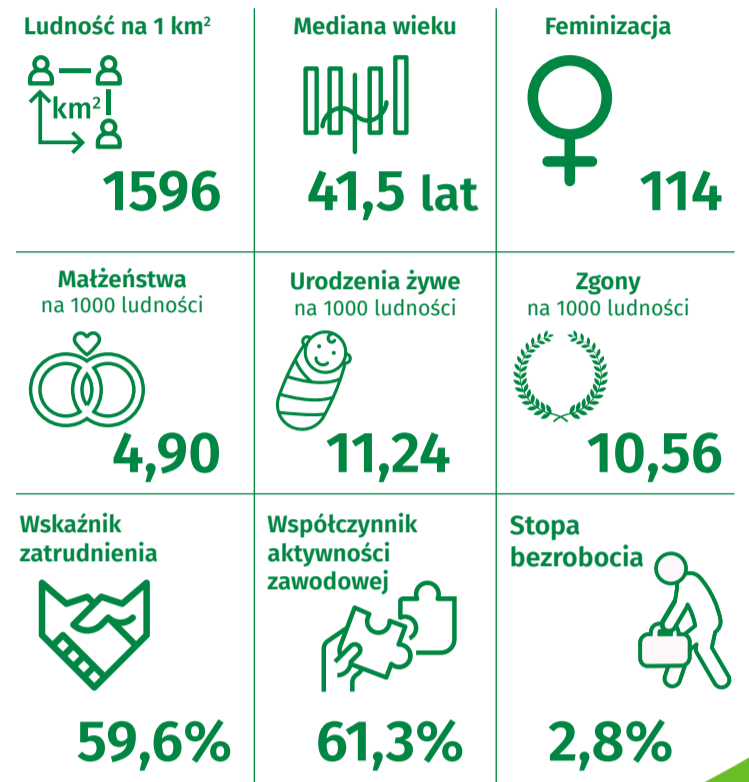 Ludność na 1 km²
km²
1596
Mediana wieku
41,5 lat
Feminizacja
114
Małżeństwa
na 1000 ludności
4,90
Urodzenia żywe
na 1000 ludności
11,24
Zgony
na 1000 ludności
10,56
Wskaźnik
zatrudnienia
59,6%
Współczynnik
aktywności
zawodowej
61,3%
Stopa
bezrobocia
2,8%